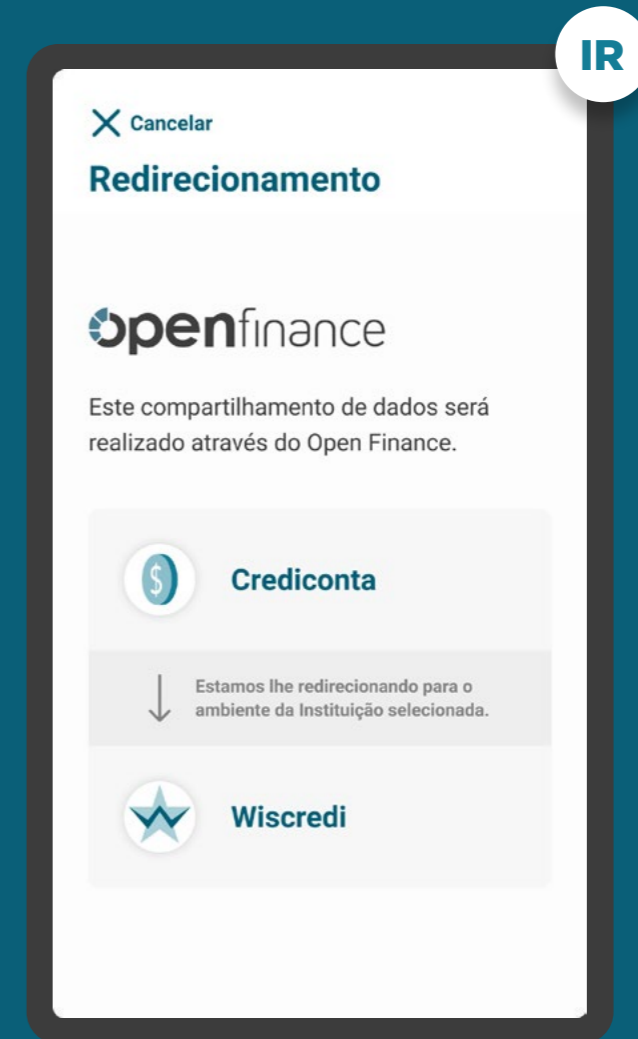 IR
Cancelar
Redirecionamento
openfinance
Este compartilhamento de dados será
realizado através do Open Finance.
$
Crediconta
Estamos lhe redirecionando para o
ambiente da Instituição selecionada.
Wiscredi